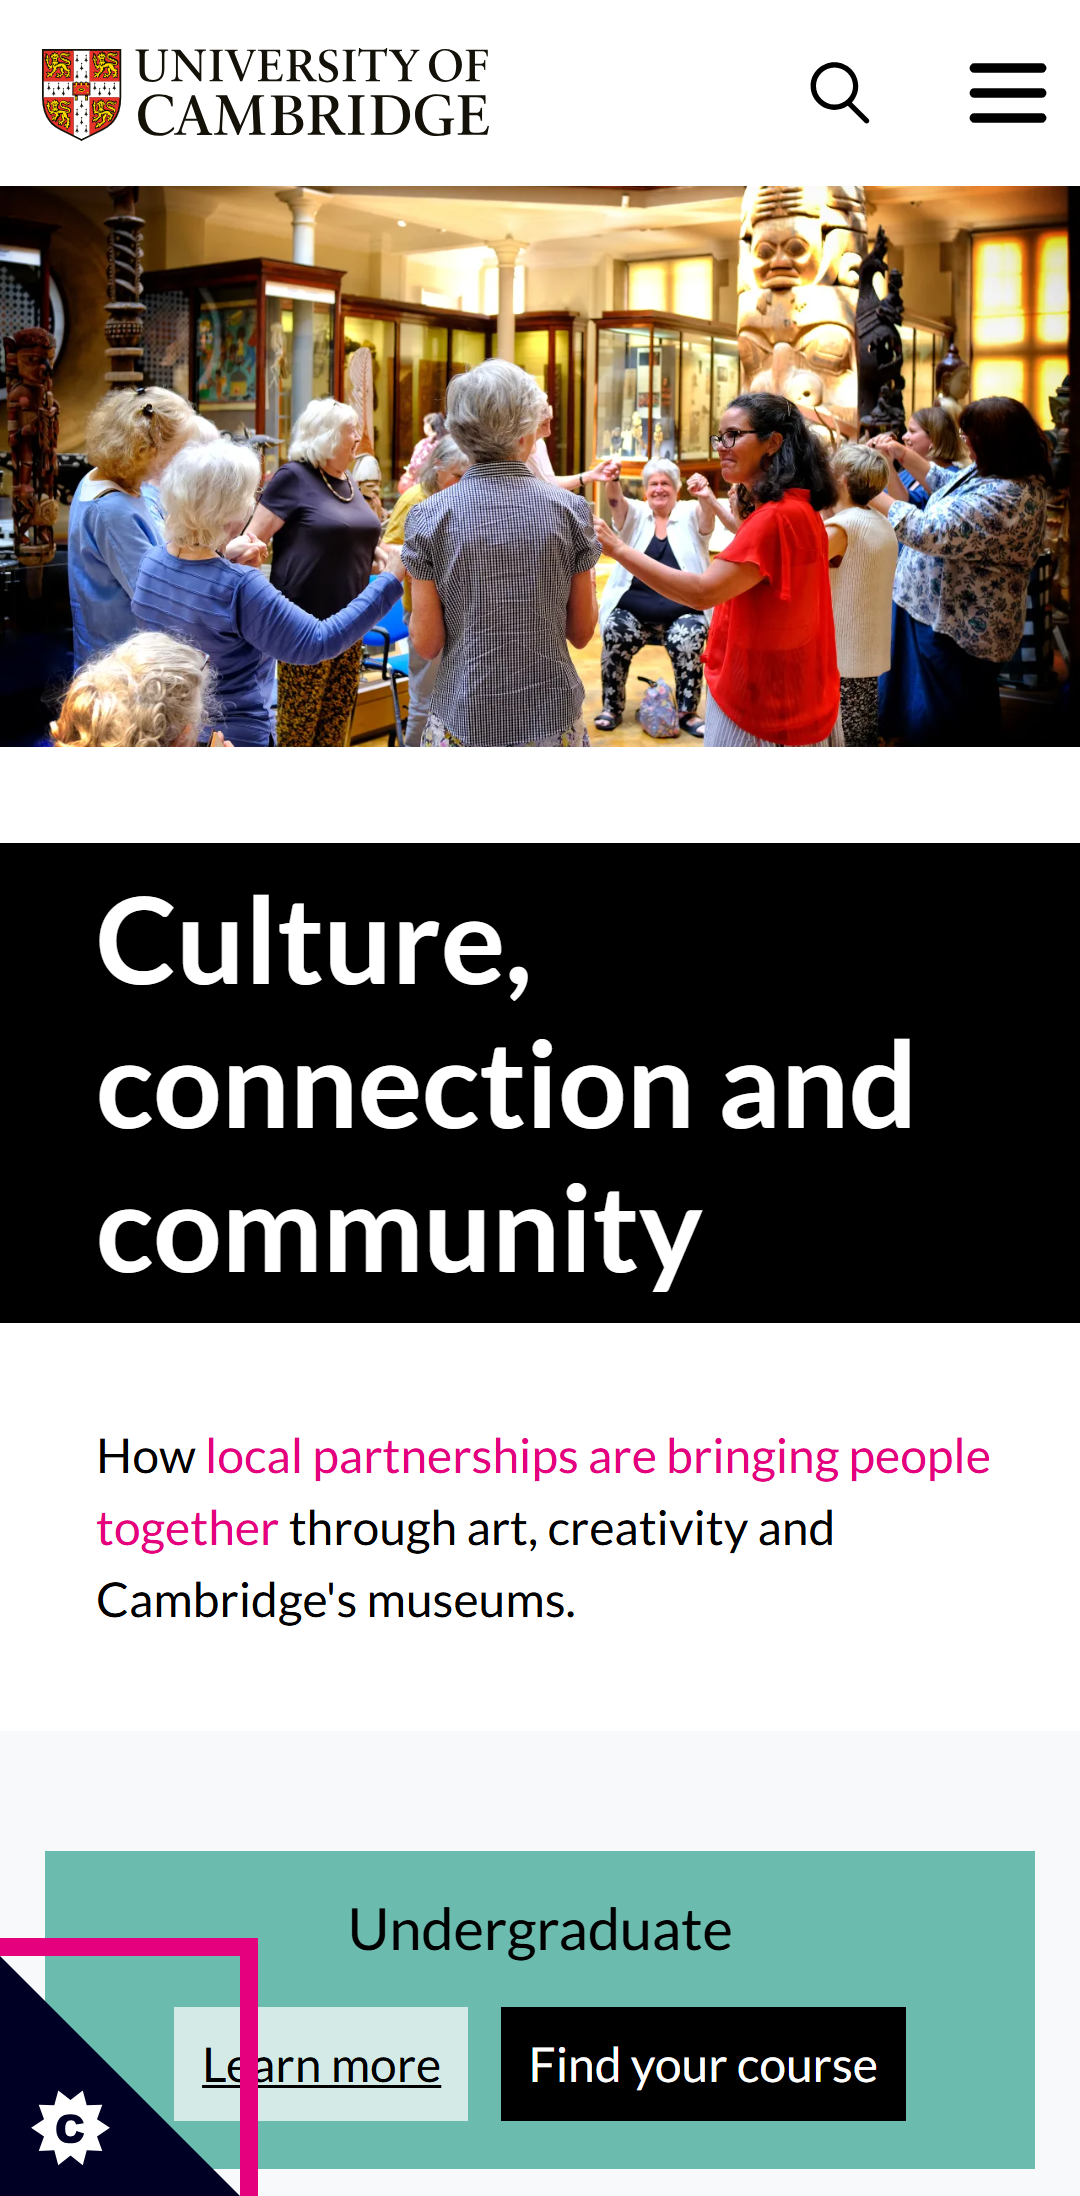 UNIVERSITY OF
CAMBRIDGE
Culture,
connection and
community
How local partnerships are bringing people
together through art, creativity and
Cambridge's museums.
Undergraduate
Learn more
Find your course
C